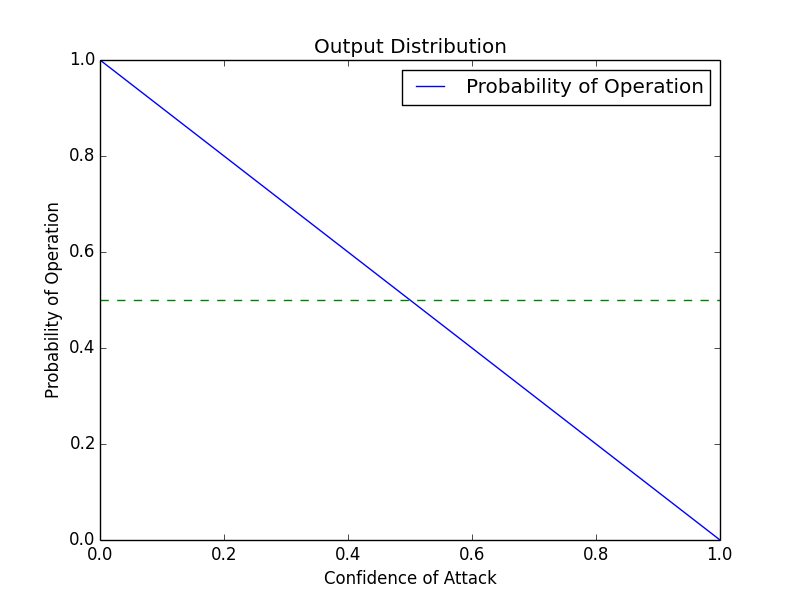 Output Distribution
Probability of Operation
1.0
0.8
0.6
0.4
0.2
0.0
Probability of Operation
0.0 0.2 0.4 0.6 0.8 1.0
Confidence of Attack